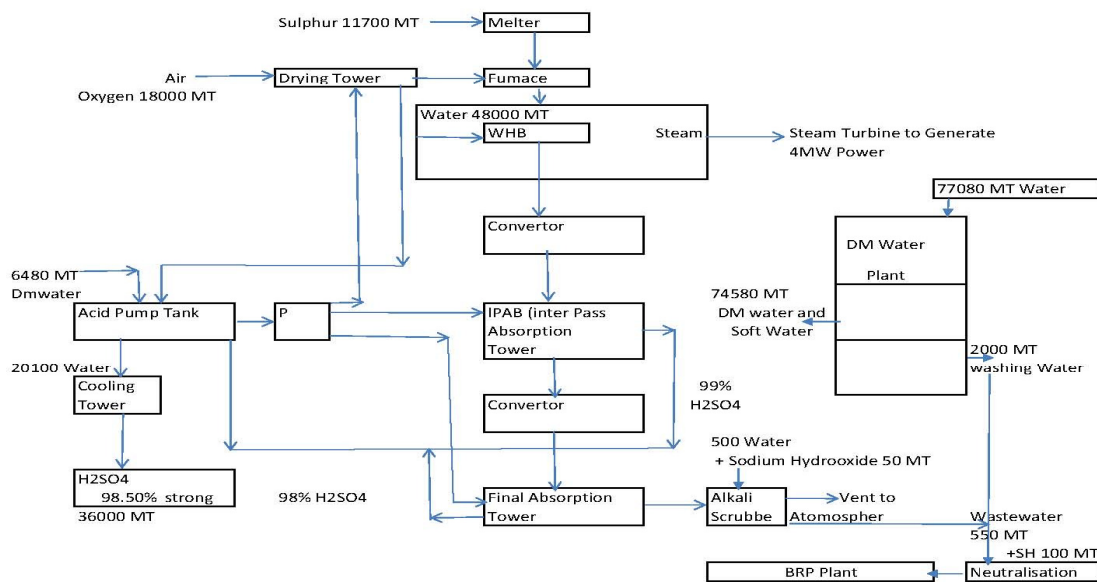 Sulphur 11700 MT
Melter
Air
Oxygen 18000 MT
Drying Tower
Furnace
Water 48000 MT
WHB
Steam
Steam Turbine to Generate
4MW Power
77080 MT Water
Convertor
DM Water
Plant
6480 MT
Dmwater
74580 MT
DM water and
Soft Water
Acid Pump Tank
P
IPAB (inter Pass
Absorption
Tower
2000 MT
washing Water
20100 Water
Cooling
Tower
99%
H2SO4
Convertor
500 Water
+ Sodium Hydrooxide 50 MT
H2SO4
98.50% strong
36000 MT
98% H2SO4
Final Absorption
Tower
Alkali
Scrubbe
Vent to
Atomospher
Wastewater
550 MT
+SH 100 MT
BRP Plant
Neutralisation